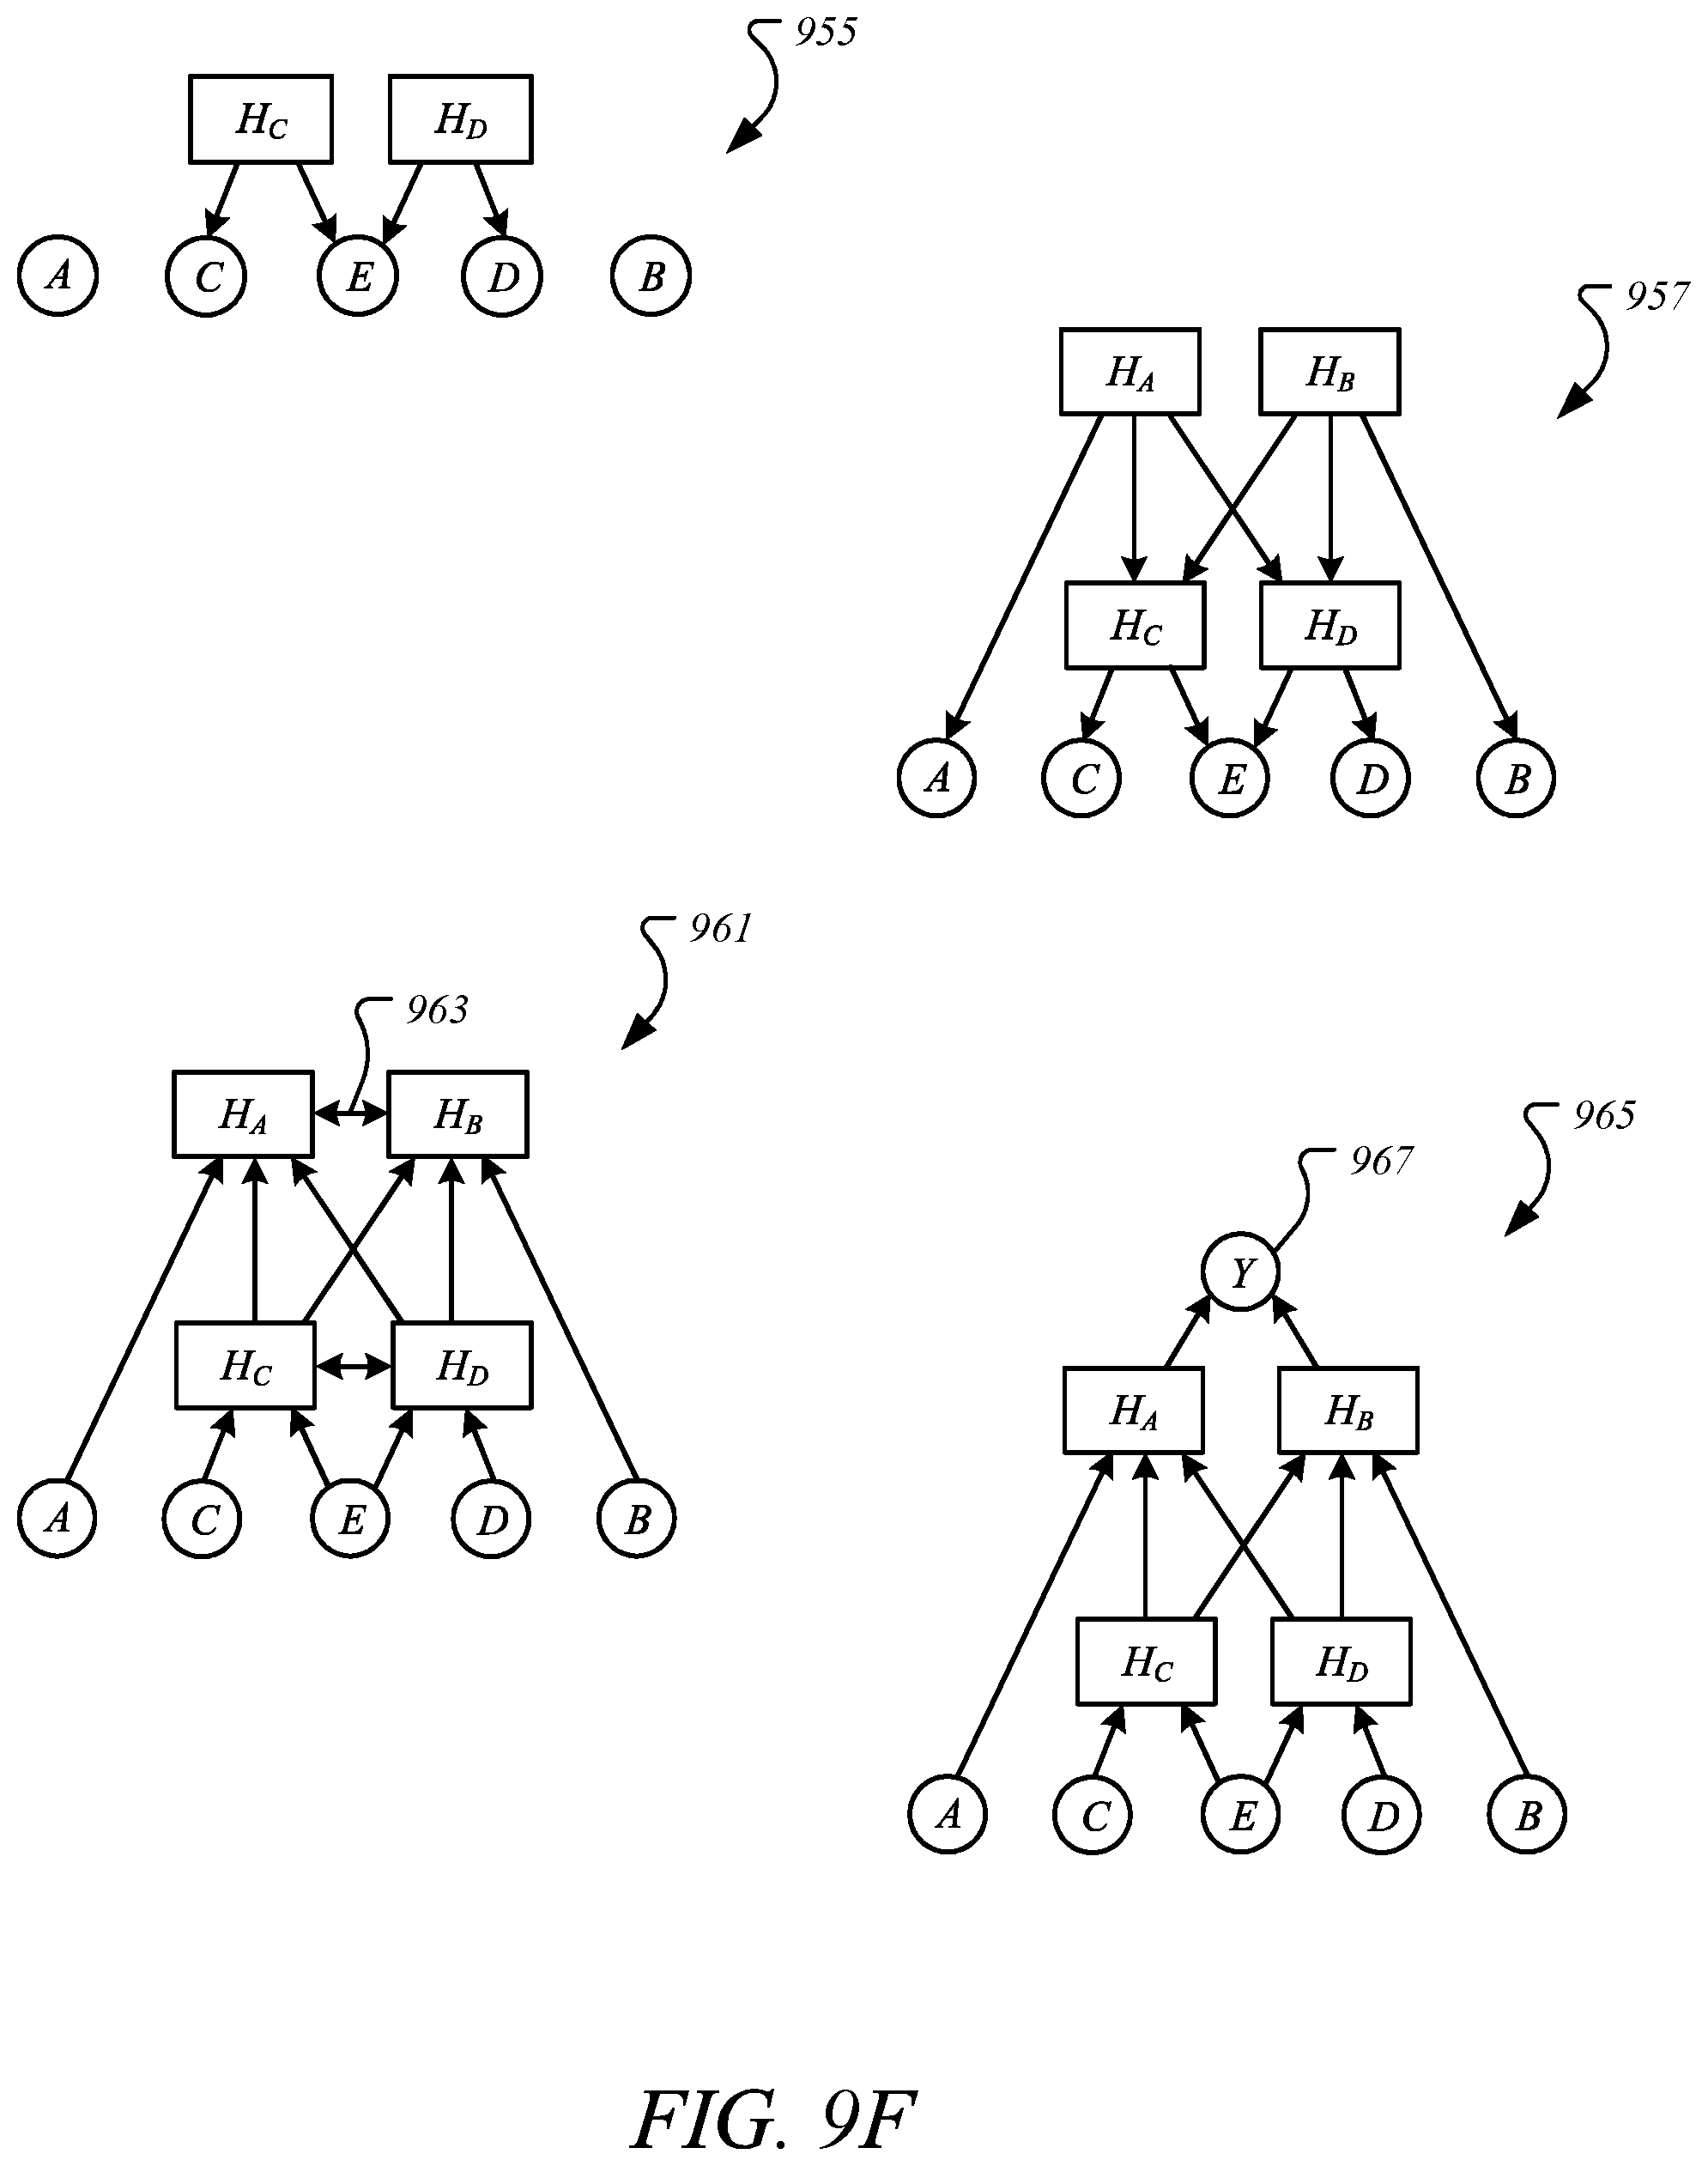 955
H_C H_D
A C E D B
957
H_A H_B
H_C H_D
A C E D B
961
963
H_A H_B
H_C H_D
A C E D B
965
967
Y
H_A H_B
H_C H_D
A C E D B
FIG. 9F